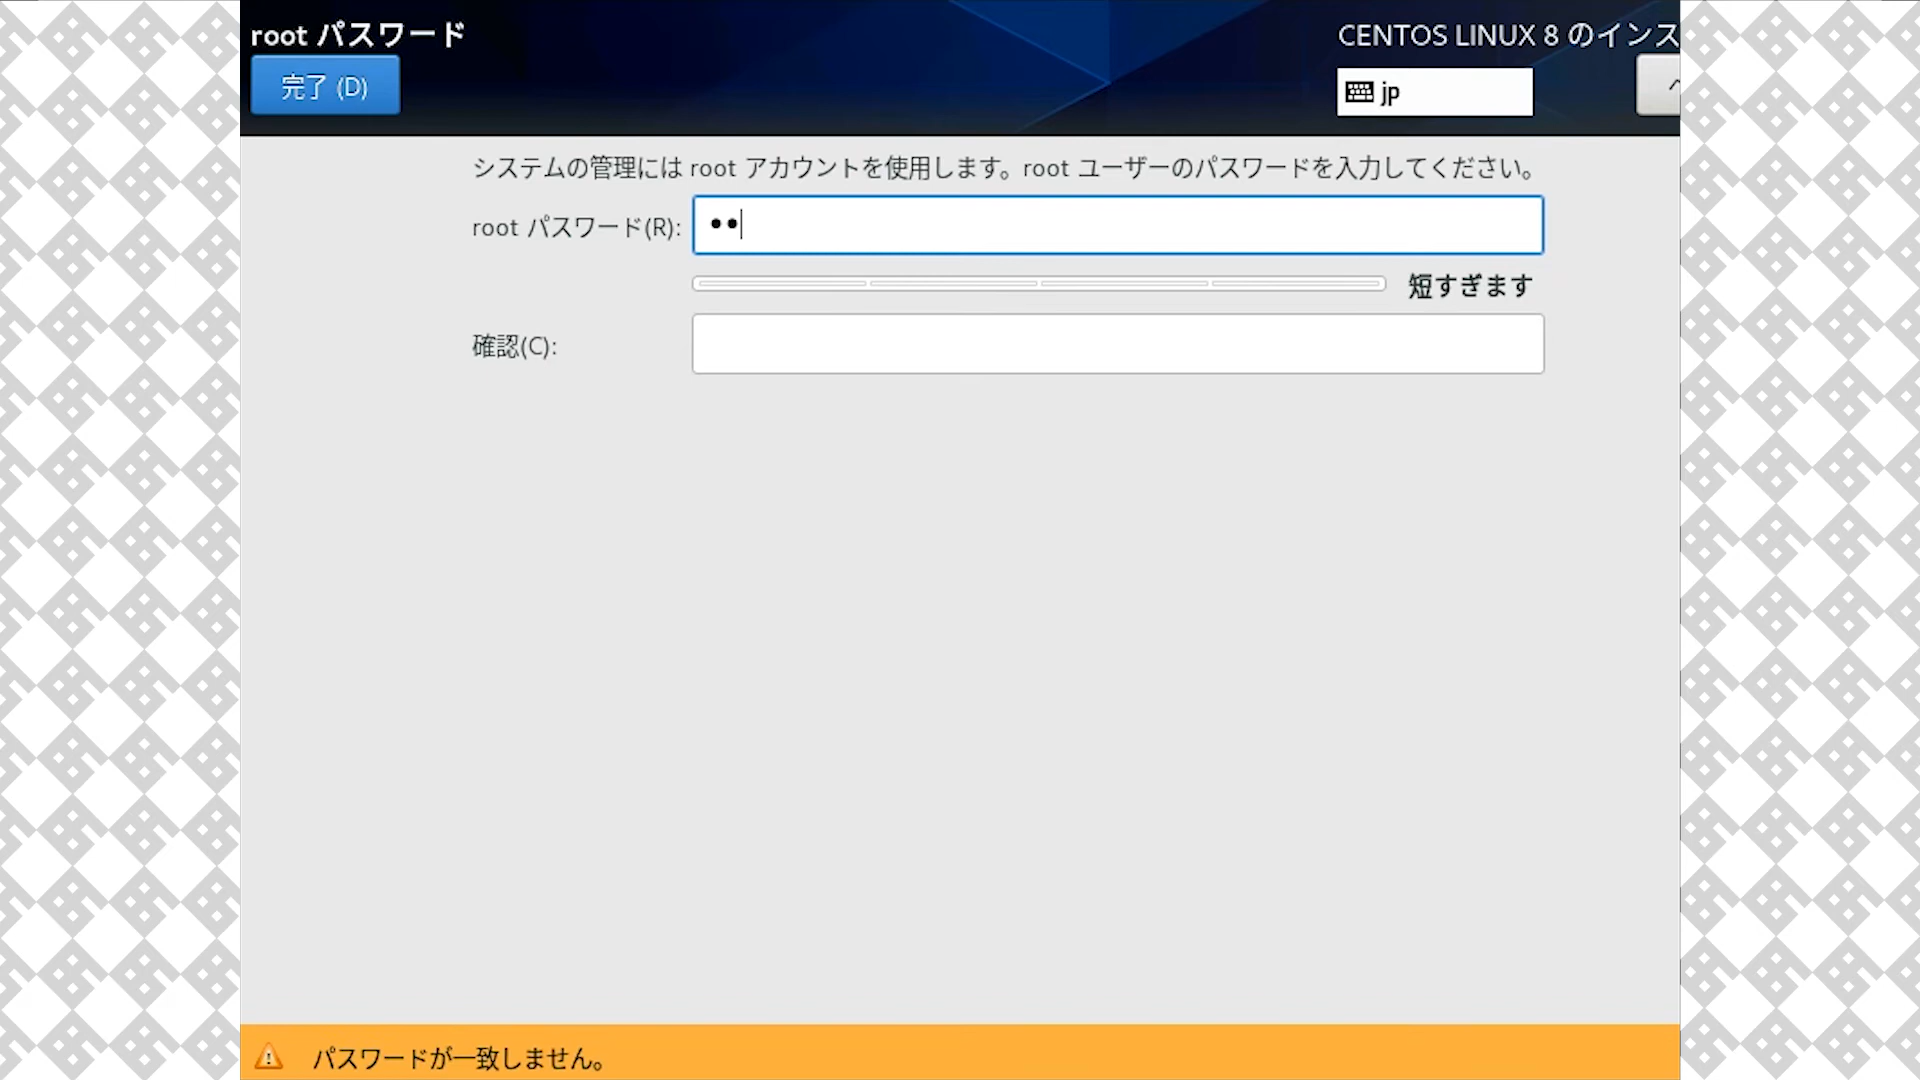 root パスワード
CENTOS LINUX 8 のインス
完了 (D)
jp
ヘ
システムの管理には root アカウントを使用します。root ユーザーのパスワードを入力してください。
root パスワード(R):
短すぎます
確認(C):
パスワードが一致しません。